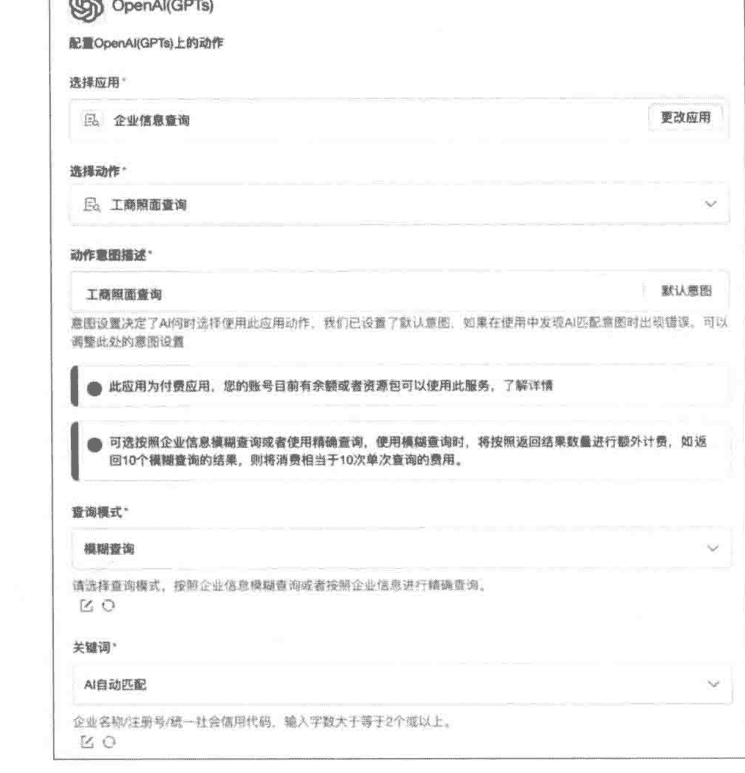 OpenAI(GPTs)
配置OpenAI(GPTs)上的动作
选择应用*
企业信息查询
更改应用
选择动作*
工商照面查询
动作意图描述*
工商照面查询
默认意图
意图设置决定了AI何时选择使用此应用动作，我们已设置了默认意图，如果在使用中发现AI匹配意图时出现错误，可以
调整此处的意图设置
此应用为付费应用，您的账号目前有余额或者资源包可以使用此服务，了解详情
可选按照企业信息模糊查询或者使用精确查询，使用模糊查询时，将按照返回结果数量进行额外计费，如返
回10个模糊查询的结果，则将消费相当于10次单次查询的费用。
查询模式*
模糊查询
请选择查询模式，按照企业信息模糊查询或者按照企业信息进行精确查询。
关键词*
AI自动匹配
企业名称/注册号/统一社会信用代码，输入字数大于等于2个或以上。